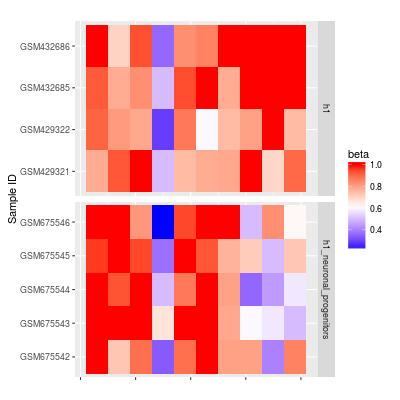 GSM432686
GSM432685
GSM429322
GSM429321
h1
GSM675546
GSM675545
GSM675544
GSM675543
GSM675542
h1_neuronal_progenitors
Sample ID
beta
1.0
0.8
0.6
0.4